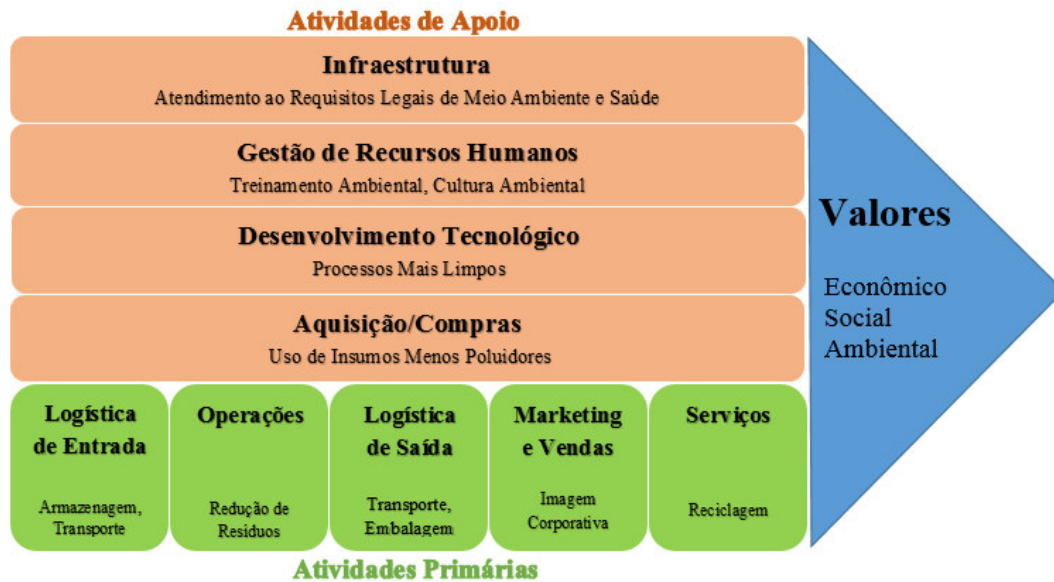 Atividades de Apoio
Infraestrutura
Atendimento ao Requisitos Legais de Meio Ambiente e Saúde
Gestão de Recursos Humanos
Treinamento Ambiental, Cultura Ambiental
Desenvolvimento Tecnológico
Processos Mais Limpos
Aquisição/Compras
Uso de Insumos Menos Poluidores
Valores
Econômico
Social
Ambiental
Logística
de Entrada
Armazenagem,
Transporte
Operações
Redução de
Resíduos
Logística
de Saída
Transporte,
Embalagem
Marketing
e Vendas
Imagem
Corporativa
Serviços
Reciclagem
Atividades Primárias